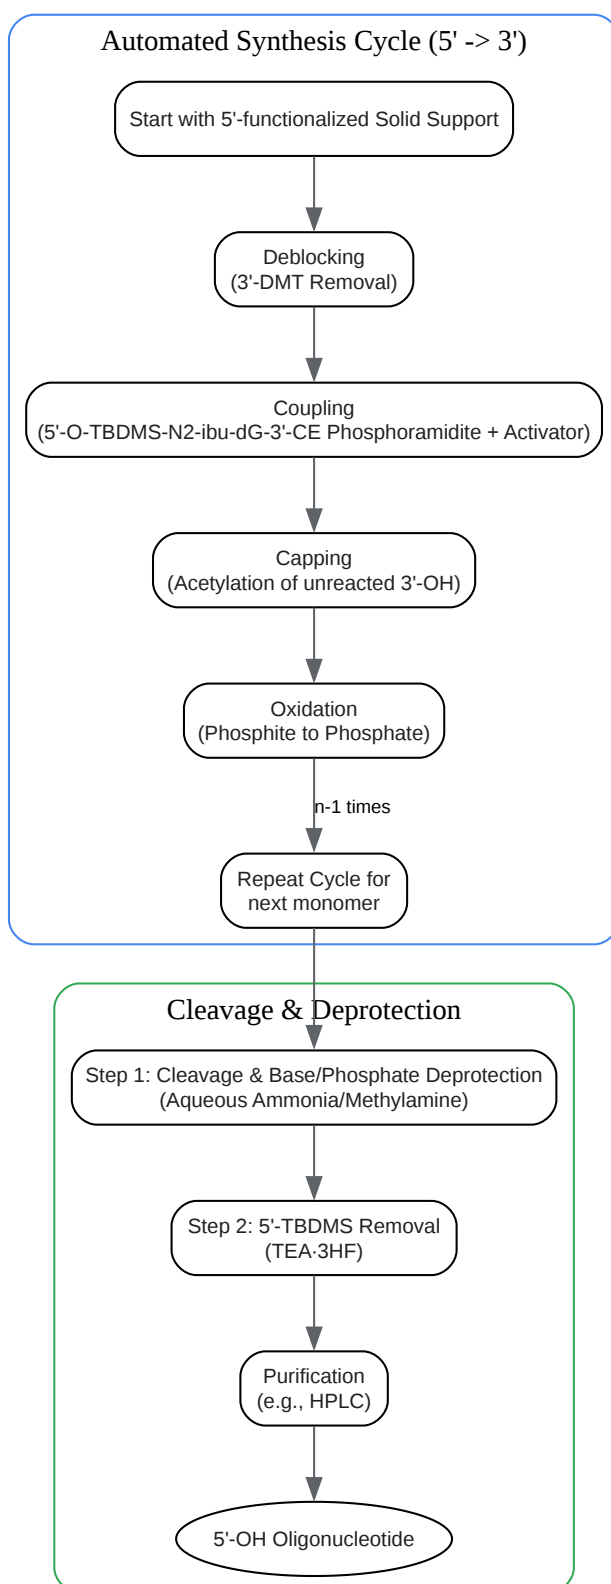 Automated Synthesis Cycle (5' -> 3')
Start with 5'-functionalized Solid Support
Deblocking
(3'-DMT Removal)
Coupling
(5'-O-TBDMS-N2-ibu-dG-3'-CE Phosphoramidite + Activator)
Capping
(Acetylation of unreacted 3'-OH)
Oxidation
(Phosphite to Phosphate)
n-1 times
Repeat Cycle for
next monomer
Cleavage & Deprotection
Step 1: Cleavage & Base/Phosphate Deprotection
(Aqueous Ammonia/Methylamine)
Step 2: 5'-TBDMS Removal
(TEA·3HF)
Purification
(e.g., HPLC)
5'-OH Oligonucleotide